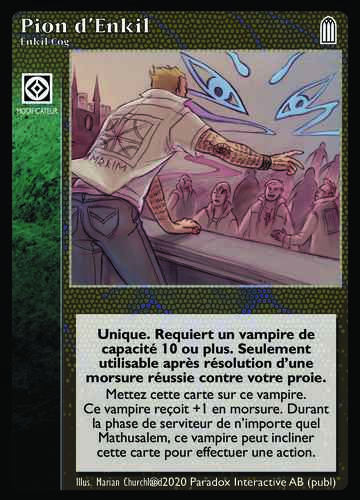 Pion d'Enkil
Enkil Cog
MODIFICATEUR
Unique. Requiert un vampire de
capacité 10 ou plus. Seulement
utilisable après résolution d'une
morsure réussie contre votre proie.
Mettez cette carte sur ce vampire.
Ce vampire reçoit +1 en morsure. Durant
la phase de serviteur de n'importe quel
Mathusalem, ce vampire peut incliner
cette carte pour effectuer une action.
Illus. Marian Churchland ©2020 Paradox Interactive AB (publ)